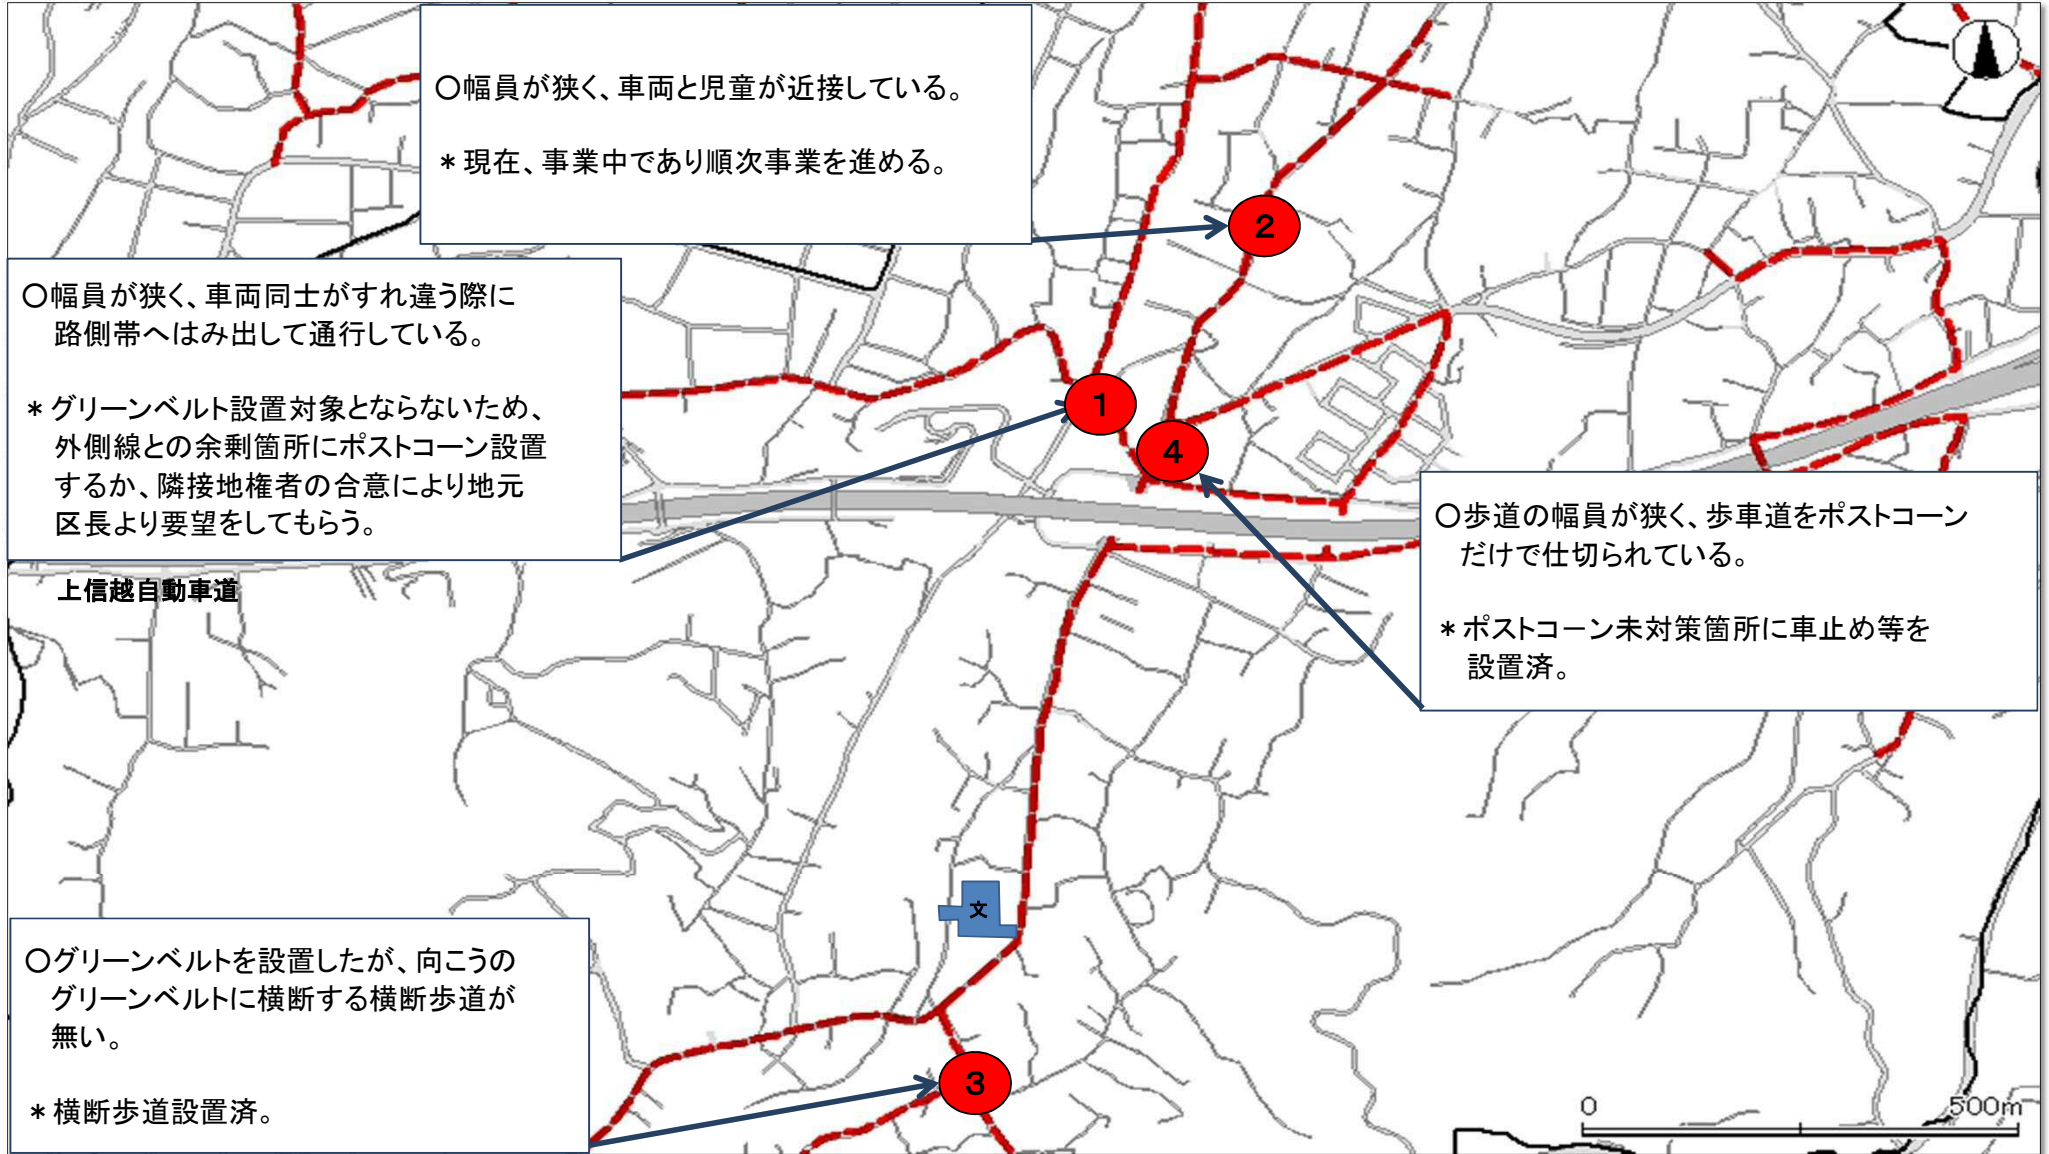 〇幅員が狭く、車両と児童が近接している。
＊現在、事業中であり順次事業を進める。
2
〇幅員が狭く、車両同士がすれ違う際に
路側帯へはみ出して通行している。
＊グリーンベルト設置対象とならないため、
外側線との余剰箇所にポストコーン設置
するか、隣接地権者の合意により地元
区長より要望をしてもらう。
1
4
〇歩道の幅員が狭く、歩車道をポストコーン
だけで仕切られている。
＊ポストコーン未対策箇所に車止め等を
設置済。
上信越自動車道
文
〇グリーンベルトを設置したが、向こうの
グリーンベルトに横断する横断歩道が
無い。
＊横断歩道設置済。
3
0
500m